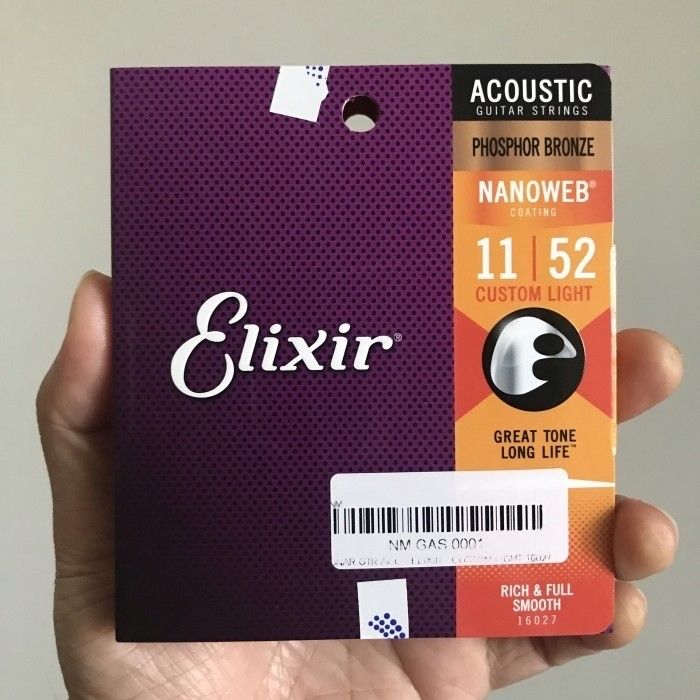 ACOUSTIC
GUITAR STRINGS
PHOSPHOR BRONZE
NANOWEB®
COATING
11 | 52
CUSTOM LIGHT
Elixir®
GREAT TONE
LONG LIFE™
NM GAS 0001
RICH & FULL
SMOOTH
16027